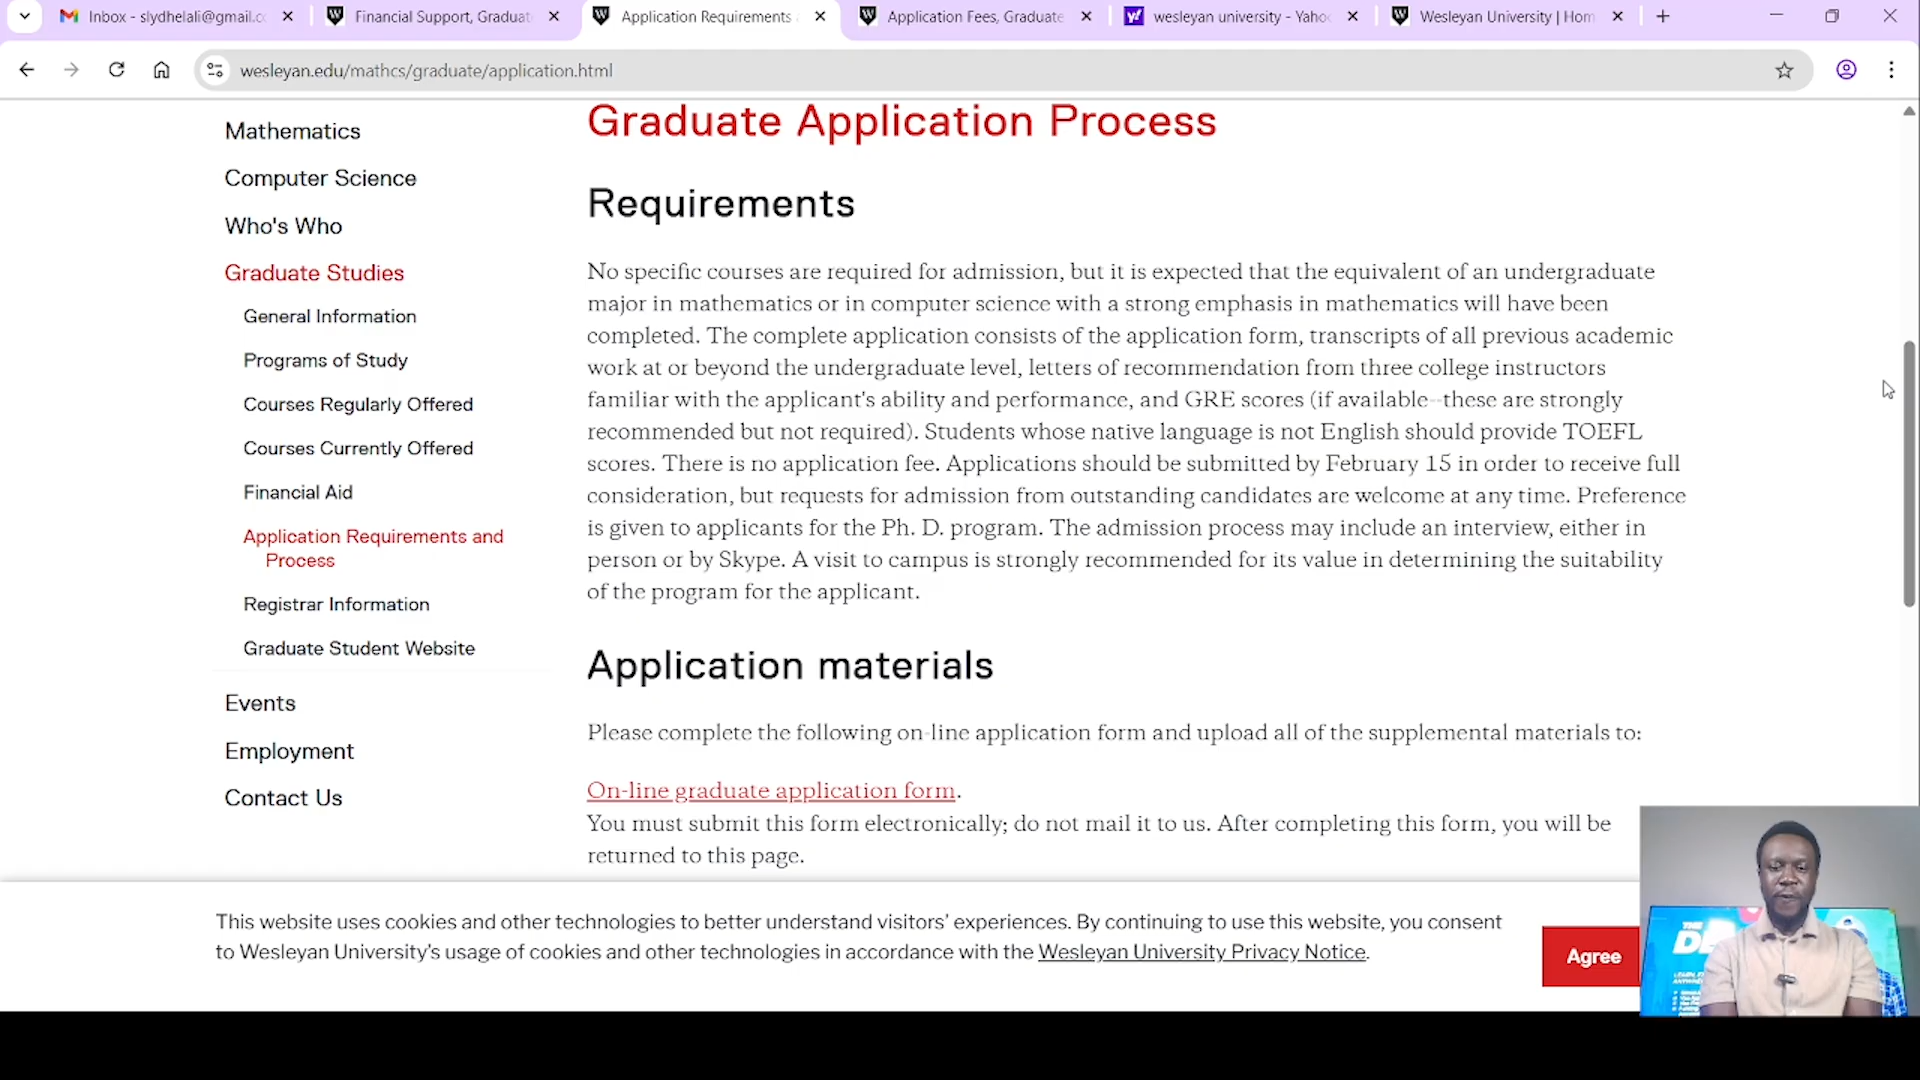 Inbox - slydhelali@gmail.c
Financial Support, Graduat
Application Requirements
Application Fees, Graduate
wesleyan university - Yaho
Wesleyan University | Hom
wesleyan.edu/mathcs/graduate/application.html
Mathematics
Computer Science
Who's Who
Graduate Studies
General Information
Programs of Study
Courses Regularly Offered
Courses Currently Offered
Financial Aid
Application Requirements and
Process
Registrar Information
Graduate Student Website
Events
Employment
Contact Us
Graduate Application Process
Requirements
No specific courses are required for admission, but it is expected that the equivalent of an undergraduate
major in mathematics or in computer science with a strong emphasis in mathematics will have been
completed. The complete application consists of the application form, transcripts of all previous academic
work at or beyond the undergraduate level, letters of recommendation from three college instructors
familiar with the applicant's ability and performance, and GRE scores (if available--these are strongly
recommended but not required). Students whose native language is not English should provide TOEFL
scores. There is no application fee. Applications should be submitted by February 15 in order to receive full
consideration, but requests for admission from outstanding candidates are welcome at any time. Preference
is given to applicants for the Ph. D. program. The admission process may include an interview, either in
person or by Skype. A visit to campus is strongly recommended for its value in determining the suitability
of the program for the applicant.
Application materials
Please complete the following on-line application form and upload all of the supplemental materials to:
On-line graduate application form.
You must submit this form electronically; do not mail it to us. After completing this form, you will be
returned to this page.
This website uses cookies and other technologies to better understand visitors' experiences. By continuing to use this website, you consent
to Wesleyan University's usage of cookies and other technologies in accordance with the Wesleyan University Privacy Notice.
Agree